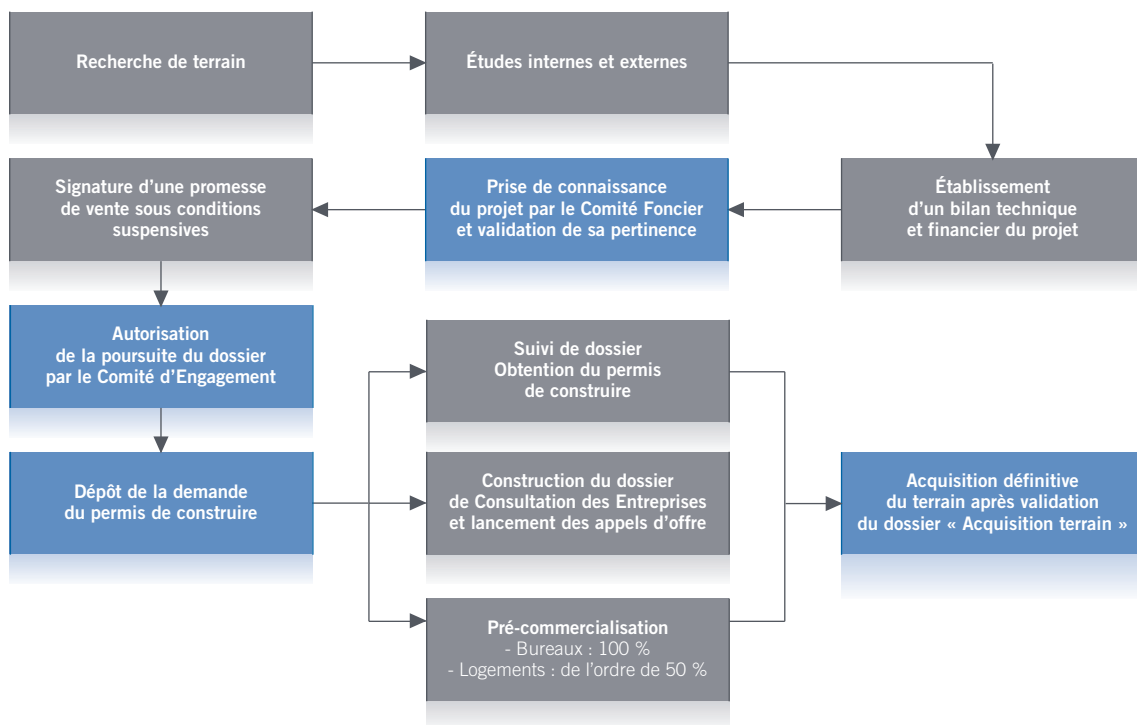 Recherche de terrain
Études internes et externes
Établissement
d’un bilan technique
et financier du projet
Prise de connaissance
du projet par le Comité Foncier
et validation de sa pertinence
Signature d’une promesse
de vente sous conditions
suspensives
Autorisation
de la poursuite du dossier
par le Comité d’Engagement
Dépôt de la demande
du permis de construire
Suivi de dossier
Obtention du permis
de construire
Construction du dossier
de Consultation des Entreprises
et lancement des appels d’offre
Pré-commercialisation
- Bureaux : 100 %
- Logements : de l’ordre de 50 %
Acquisition définitive
du terrain après validation
du dossier « Acquisition terrain »